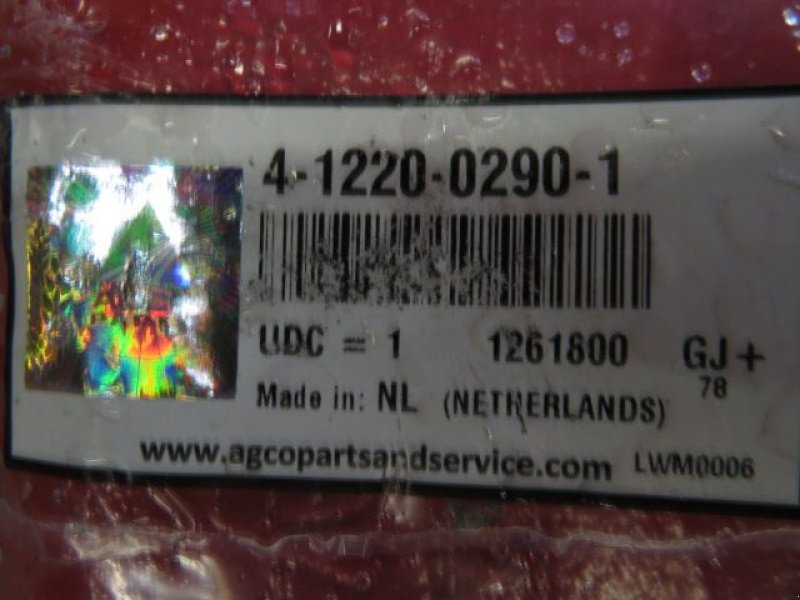 4-1220-0290-1
UDC = 1 1261800 GJ+
78
Made in: NL (NETHERLANDS)
www.agcopartsandservice.com LWM0006